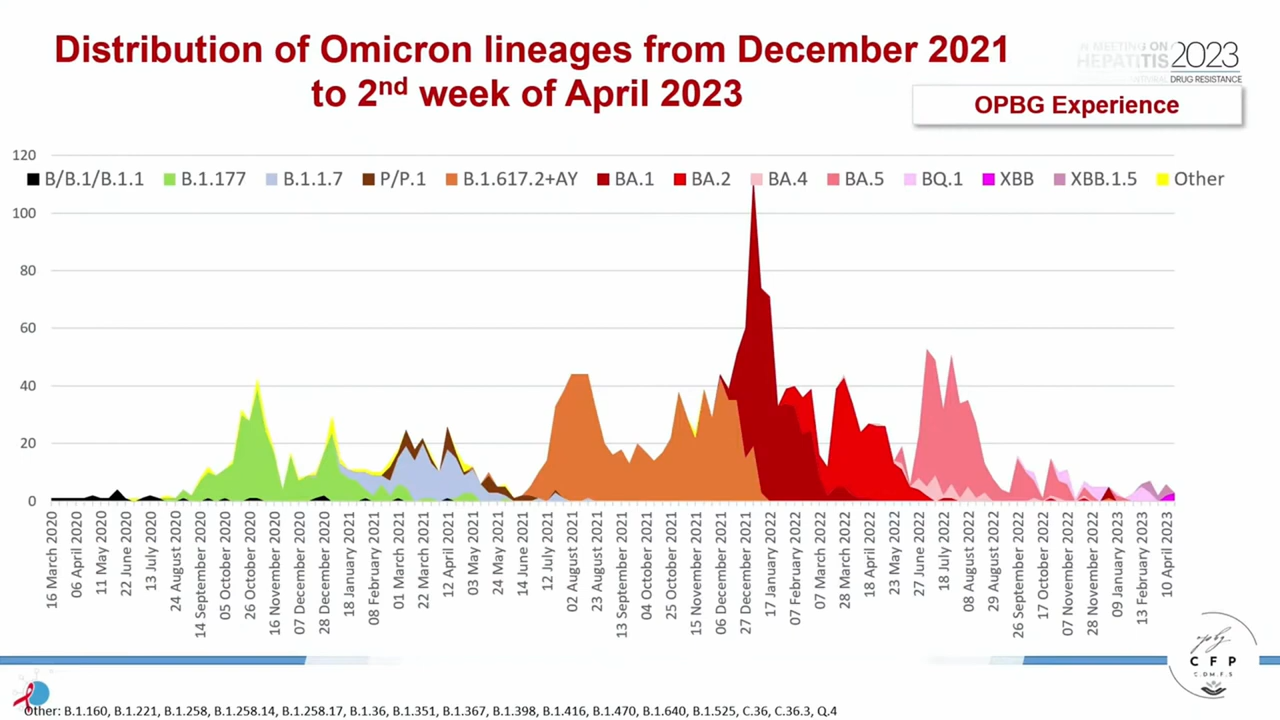 Distribution of Omicron lineages from December 2021
to 2nd week of April 2023
A MEETING ON
HEPATITIS 2023
DRUG RESISTANCE
OPBG Experience
120
B/B.1/B.1.1 B.1.177 B.1.1.7 P/P.1 B.1.617.2+AY BA.1 BA.2 BA.4 BA.5 BQ.1 XBB XBB.1.5 Other
100
80
60
40
20
0
16 March 2020
06 April 2020
11 May 2020
22 June 2020
13 July 2020
24 August 2020
14 September 2020
05 October 2020
26 October 2020
16 November 2020
07 December 2020
28 December 2020
18 January 2021
08 February 2021
01 March 2021
22 March 2021
12 April 2021
03 May 2021
24 May 2021
14 June 2021
12 July 2021
02 August 2021
23 August 2021
13 September 2021
04 October 2021
25 October 2021
15 November 2021
06 December 2021
27 December 2021
17 January 2022
07 February 2022
07 March 2022
28 March 2022
18 April 2022
23 May 2022
27 June 2022
18 July 2022
08 August 2022
29 August 2022
26 September 2022
17 October 2022
07 November 2022
28 November 2022
09 January 2023
13 February 2023
10 April 2023
opbg
C F P
C.DM.F.S
Other: B.1.160, B.1.221, B.1.258, B.1.258.14, B.1.258.17, B.1.36, B.1.351, B.1.367, B.1.398, B.1.416, B.1.470, B.1.640, B.1.525, C.36, C.36.3, Q.4